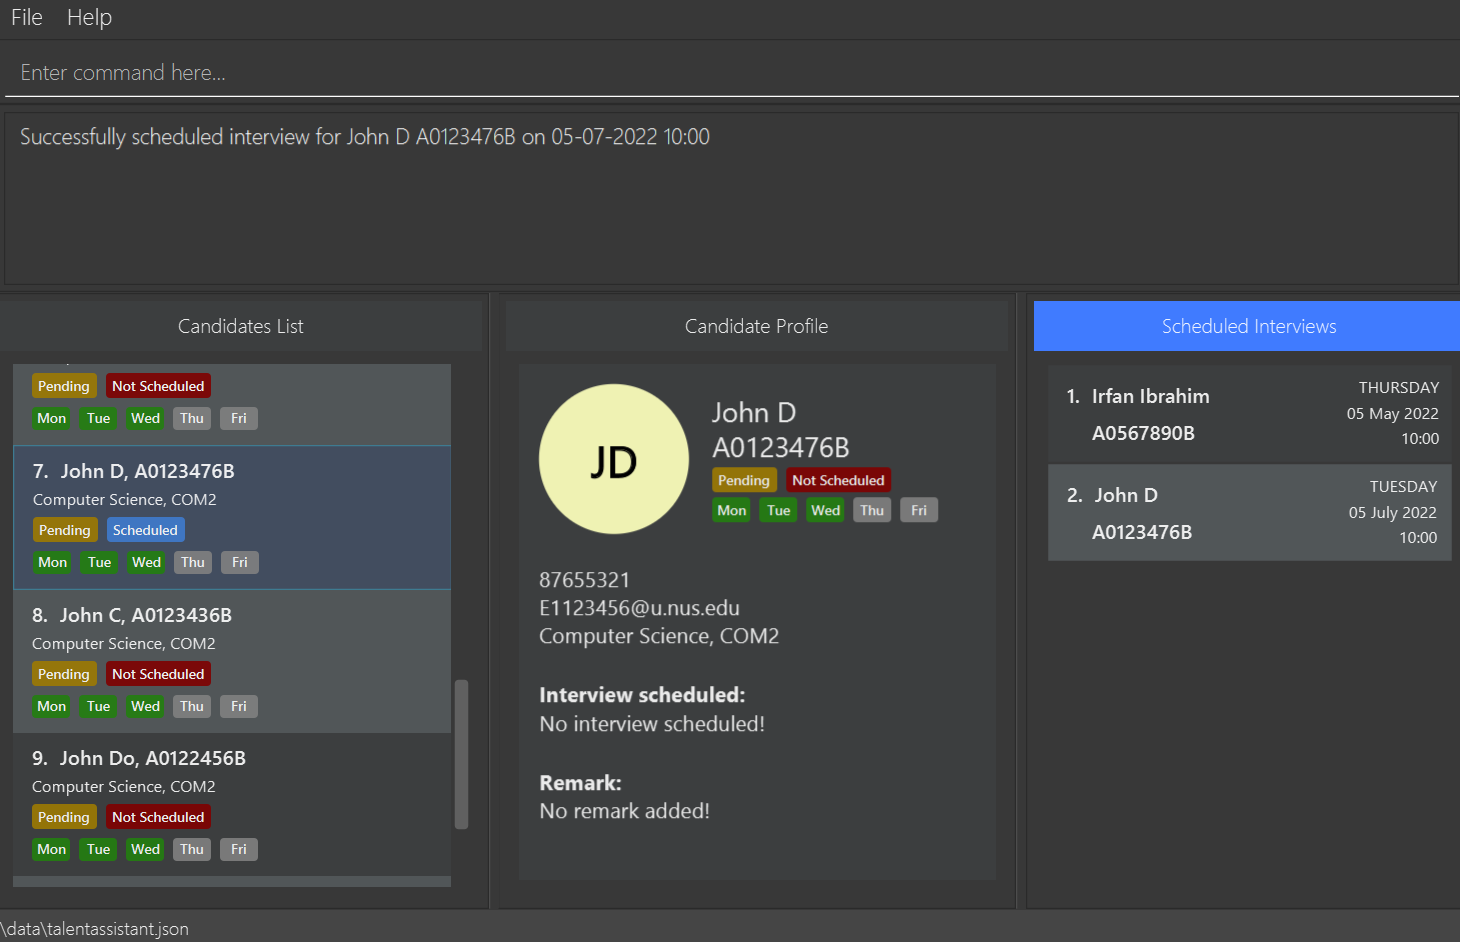 File Help
Enter command here...
Successfully scheduled interview for John D A0123476B on 05-07-2022 10:00
Candidates List
Pending Not Scheduled
Mon Tue Wed Thu Fri
7. John D, A0123476B
Computer Science, COM2
Pending Scheduled
Mon Tue Wed Thu Fri
8. John C, A0123436B
Computer Science, COM2
Pending Not Scheduled
Mon Tue Wed Thu Fri
9. John Do, A0122456B
Computer Science, COM2
Pending Not Scheduled
Mon Tue Wed Thu Fri
Candidate Profile
JD
John D
A0123476B
Pending Not Scheduled
Mon Tue Wed Thu Fri
87655321
E1123456@u.nus.edu
Computer Science, COM2
Interview scheduled:
No interview scheduled!
Remark:
No remark added!
Scheduled Interviews
1. Irfan Ibrahim
A0567890B
THURSDAY
05 May 2022
10:00
2. John D
A0123476B
TUESDAY
05 July 2022
10:00
\data\talentassistant.json